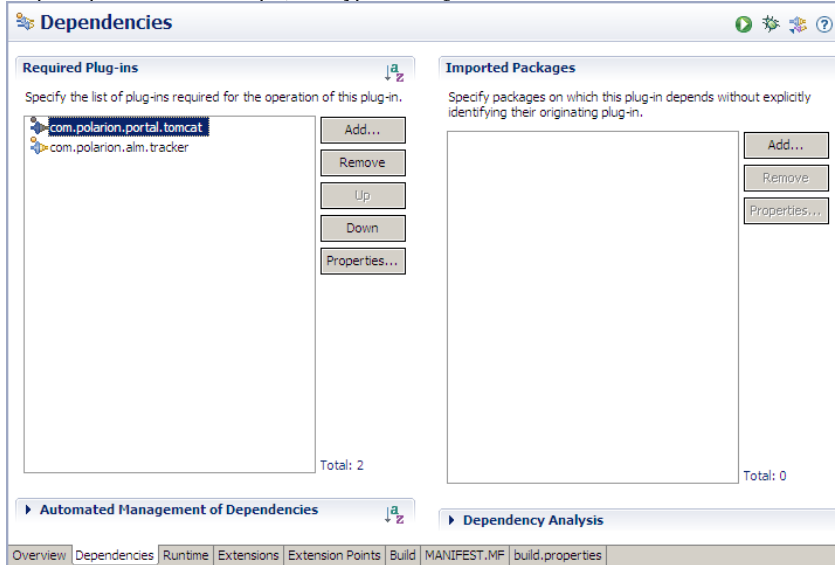 Dependencies
Required Plug-ins
Specify the list of plug-ins required for the operation of this plug-in.
com.polarion.portal.tomcat
com.polarion.alm.tracker
Add...
Remove
Up
Down
Properties...
Total: 2
Imported Packages
Specify packages on which this plug-in depends without explicitly
identifying their originating plug-in.
Add...
Remove
Properties...
Total: 0
Automated Management of Dependencies
Dependency Analysis
Overview Dependencies Runtime Extensions Extension Points Build MANIFEST.MF build.properties